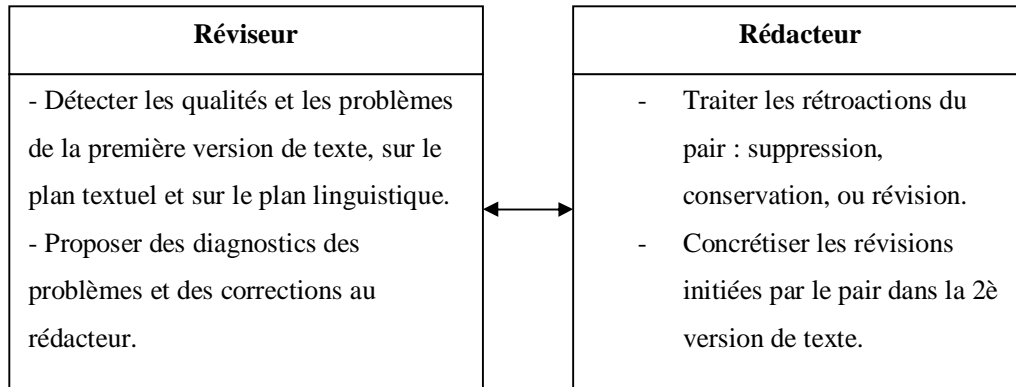 Réviseur
- Détecter les qualités et les problèmes
de la première version de texte, sur le
plan textuel et sur le plan linguistique.
- Proposer des diagnostics des
problèmes et des corrections au
rédacteur.
Rédacteur
- Traiter les rétroactions du
pair : suppression,
conservation, ou révision.
- Concrétiser les révisions
initiées par le pair dans la 2è
version de texte.